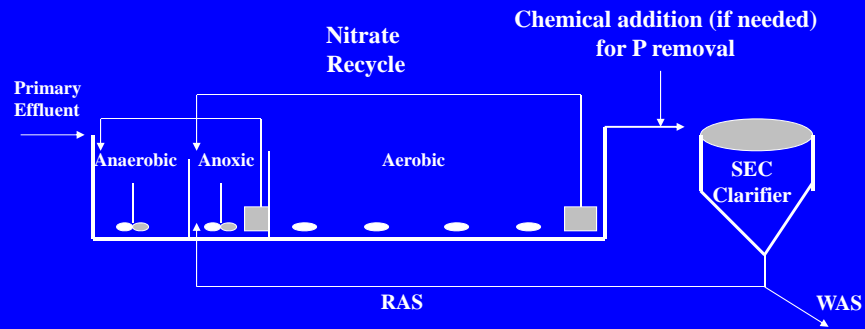 Chemical addition (if needed)
for P removal
Nitrate
Recycle
Primary
Effluent
Anaerobic
Anoxic
Aerobic
SEC
Clarifier
RAS
WAS